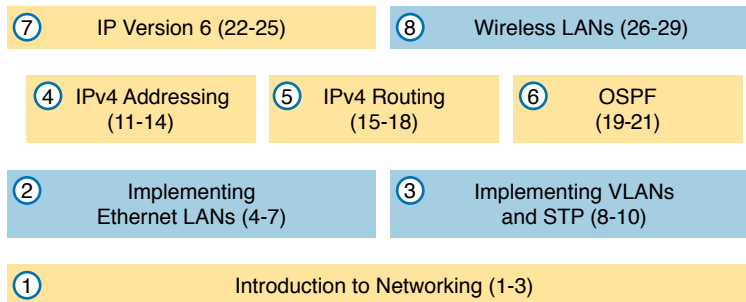 7 IP Version 6 (22-25)
8 Wireless LANs (26-29)
4 IPv4 Addressing
(11-14)
5 IPv4 Routing
(15-18)
6 OSPF
(19-21)
2 Implementing
Ethernet LANs (4-7)
3 Implementing VLANs
and STP (8-10)
1 Introduction to Networking (1-3)